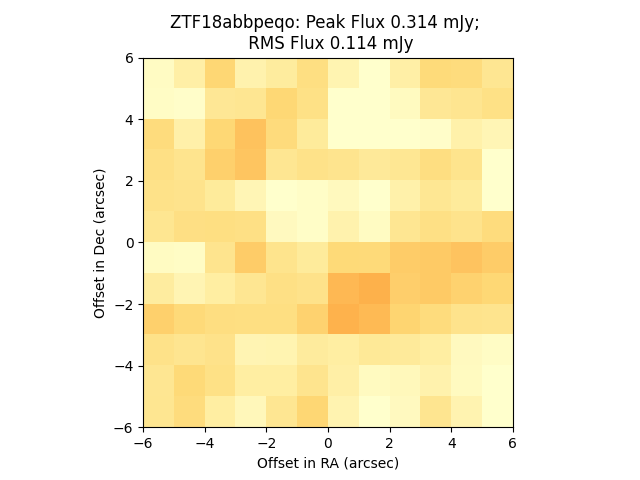 ZTF18abbpeqo: Peak Flux 0.314 mJy;
RMS Flux 0.114 mJy
6
4
2
0
−2
−4
−6
Offset in Dec (arcsec)
−6 −4 −2 0 2 4 6
Offset in RA (arcsec)